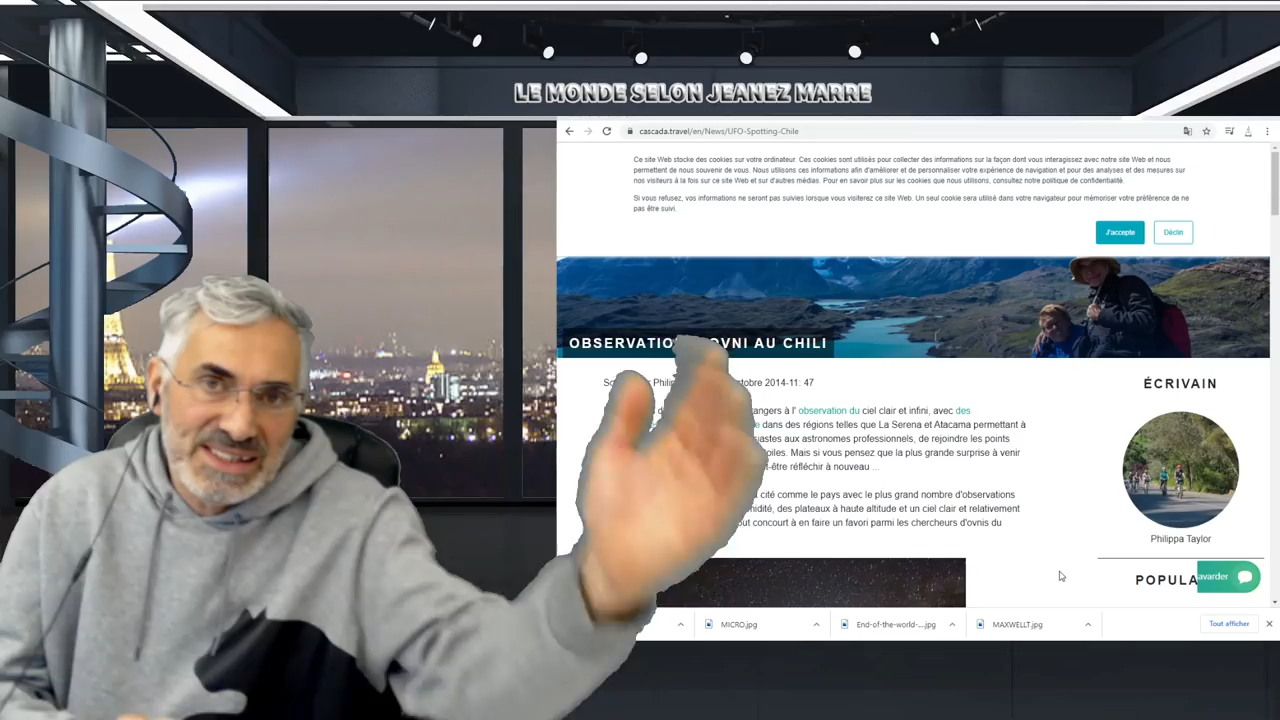 LE MONDE SELON JEANEZ MARRE
cascada.travel/en/News/UFO-Spotting-Chile
Ce site Web stocke des cookies sur votre ordinateur. Ces cookies sont utilisés pour collecter des informations sur la façon dont vous interagissez avec notre site Web et nous
permettent de nous souvenir de vous. Nous utilisons ces informations afin d'améliorer et de personnaliser votre expérience de navigation et pour des analyses et des mesures sur
nos visiteurs à la fois sur ce site Web et sur d'autres médias. Pour en savoir plus sur les cookies que nous utilisons, consultez notre politique de confidentialité.
Si vous refusez, vos informations ne seront pas suivies lorsque vous visiterez ce site Web. Un seul cookie sera utilisé dans votre navigateur pour mémoriser votre préférence de ne
pas être suivi.
J'accepte
Déclin
OVNI AU CHILI
2014-11: 47
à l' observation du ciel clair et infini, avec des
dans des régions telles que La Serena et Atacama permettant à
aux astronomes professionnels, de rejoindre les points
Mais si vous pensez que la plus grande surprise à venir
réfléchir à nouveau ...
cité comme le pays avec le plus grand nombre d'observations
des plateaux à haute altitude et un ciel clair et relativement
concourt à en faire un favori parmi les chercheurs d'ovnis du
ÉCRIVAIN
Philippa Taylor
POPULA
avarder
MICRO.jpg
End-of-the-world-....jpg
MAXWELLT.jpg
Tout afficher